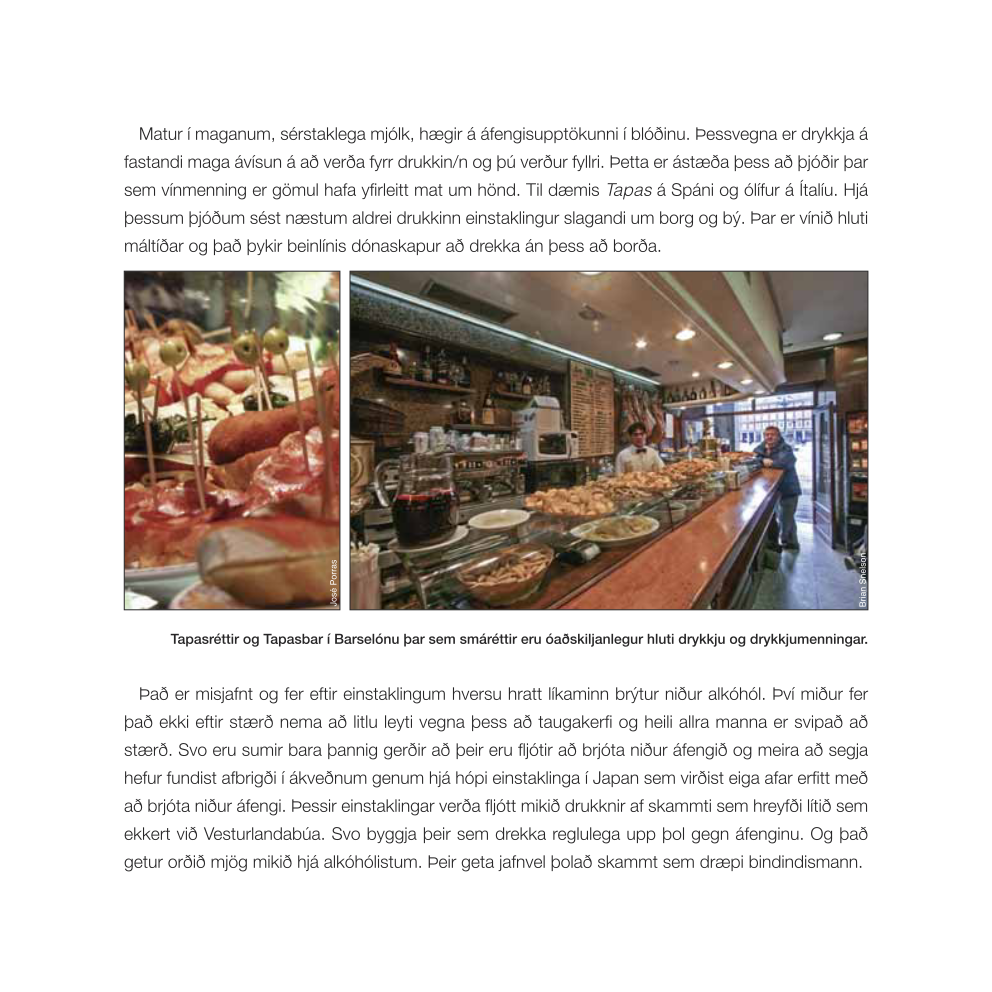 Matur í maganum, sérstaklega mjólk, hægir á áfengisupptökunni í blóðinu. Þessvegna er drykkja á
fastandi maga ávísun á að verða fyrr drukkin/n og þú verður fyllri. Þetta er ástæða þess að þjóðir þar
sem vínmenning er gömul hafa yfirleitt mat um hönd. Til dæmis Tapas á Spáni og ólífur á Ítalíu. Hjá
þessum þjóðum sést næstum aldrei drukkinn einstaklingur slagandi um borg og bý. Þar er vínið hluti
máltíðar og það þykir beinlínis dónaskapur að drekka án þess að borða.
José Porras
Brian Snelson
Tapasréttir og Tapasbar í Barselónu þar sem smáréttir eru óaðskiljanlegur hluti drykkju og drykkjumenningar.
Það er misjafnt og fer eftir einstaklingum hversu hratt líkaminn brýtur niður alkóhól. Því miður fer
það ekki eftir stærð nema að litlu leyti vegna þess að taugakerfi og heili allra manna er svipað að
stærð. Svo eru sumir bara þannig gerðir að þeir eru fljótir að brjóta niður áfengið og meira að segja
hefur fundist afbrigði í ákveðnum genum hjá hópi einstaklinga í Japan sem virðist eiga afar erfitt með
að brjóta niður áfengi. Þessir einstaklingar verða fljótt mikið drukknir af skammti sem hreyfði lítið sem
ekkert við Vesturlandabúa. Svo byggja þeir sem drekka reglulega upp þol gegn áfenginu. Og það
getur orðið mjög mikið hjá alkóhólistum. Þeir geta jafnvel þolað skammt sem dræpi bindindismann.